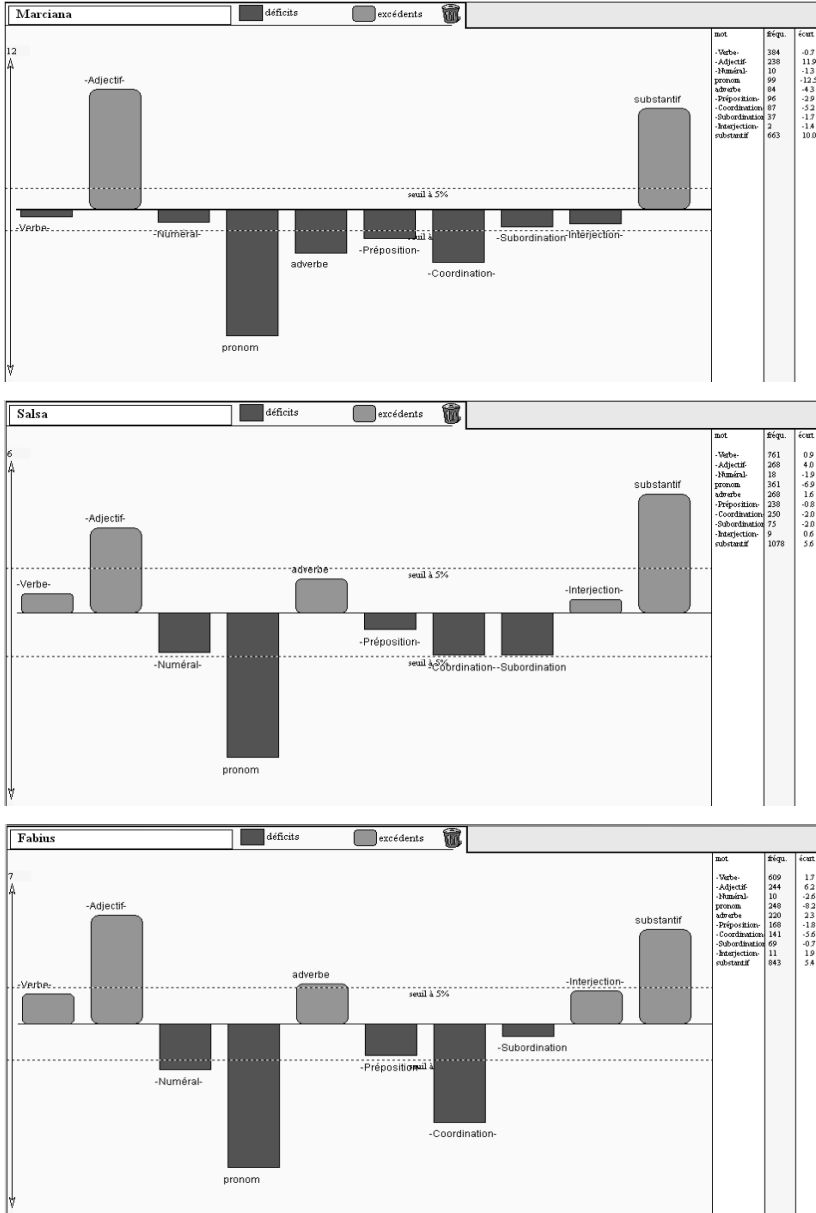 Marciana déficits excédents
mot fréqu. écart
12
-Verbe- 384 -0.7
-Adjectif- 238 11.9
-Numéral- 10 -1.3
pronom 99 -12.5
adverbe 84 -4.3
-Préposition- 96 -2.9
-Coordination 87 -5.2
-Subordination 37 -1.7
-Interjection- 2 -1.4
substantif 663 10.0
-Adjectif-
substantif
seuil à 5%
-Verbe-
-Numéral-
seuil à
-Subordination
-Interjection-
-Préposition-
adverbe
-Coordination-
pronom
Salsa déficits excédents
mot fréqu. écart
6
-Verbe- 761 0.9
-Adjectif- 268 4.0
-Numéral- 18 -1.9
pronom 361 -6.9
adverbe 268 1.6
-Préposition- 238 -0.8
-Coordination 250 -2.0
-Subordination 75 -2.0
-Interjection- 9 0.6
substantif 1078 5.6
substantif
-Adjectif-
adverbe
seuil à 5%
-Verbe-
-Interjection-
-Préposition-
-Numéral-
seuil à 5%
-Coordination-
-Subordination
pronom
Fabius déficits excédents
mot fréqu. écart
7
-Verbe- 609 1.7
-Adjectif- 244 6.2
-Numéral- 10 -2.6
pronom 248 -8.2
adverbe 220 2.3
-Préposition- 168 -1.8
-Coordination 141 -5.6
-Subordination 69 -0.7
-Interjection- 11 1.9
substantif 843 5.4
-Adjectif-
substantif
adverbe
-Verbe-
-Interjection-
seuil à 5%
-Subordination
-Préposition-
seuil à
-Numéral-
-Coordination-
pronom